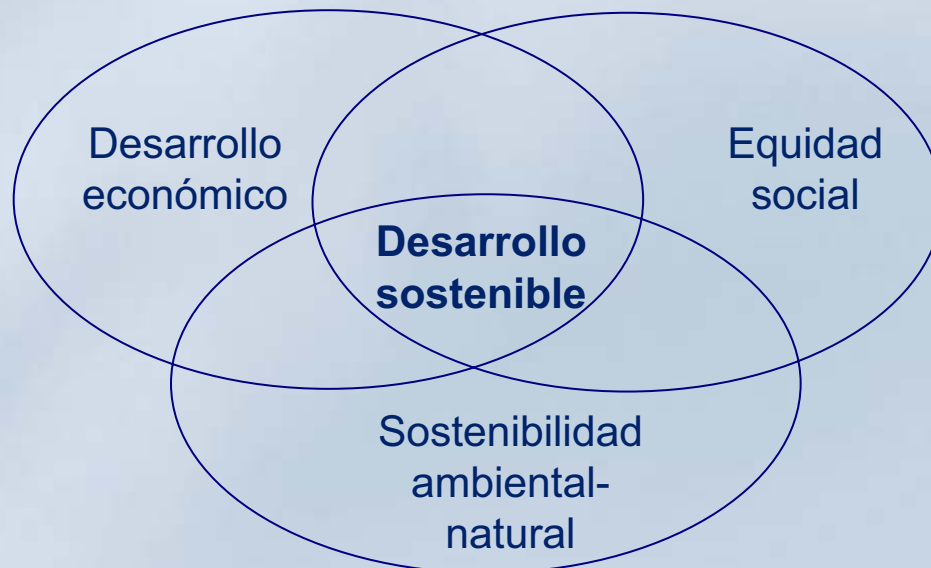 Desarrollo
económico
Equidad
social
Desarrollo
sostenible
Sostenibilidad
ambiental-
natural